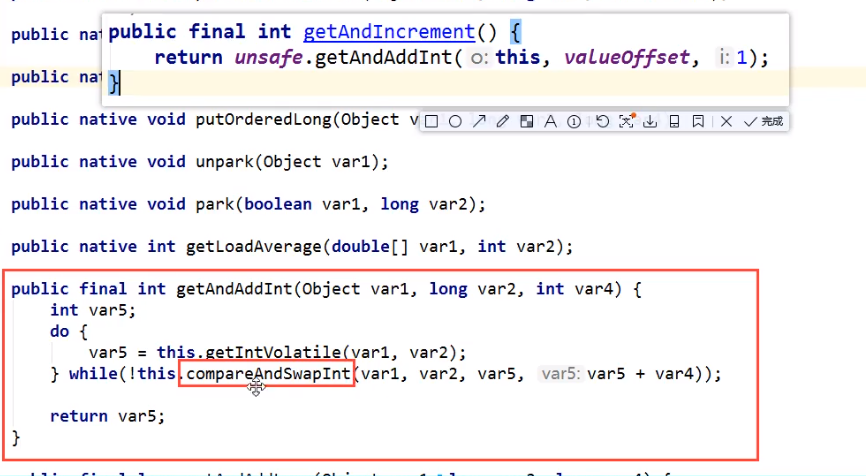 public na
public final int getAndIncrement() {
return unsafe.getAndAddInt( o: this, valueOffset, i: 1);
}
public nat
public native void putOrderedLong(Object v
完成
public native void unpark(Object var1);
public native void park(boolean var1, long var2);
public native int getLoadAverage(double[] var1, int var2);
public final int getAndAddInt(Object var1, long var2, int var4) {
int var5;
do {
var5 = this.getIntVolatile(var1, var2);
} while(!this.compareAndSwapInt(var1, var2, var5, var5: var5 + var4));
return var5;
}